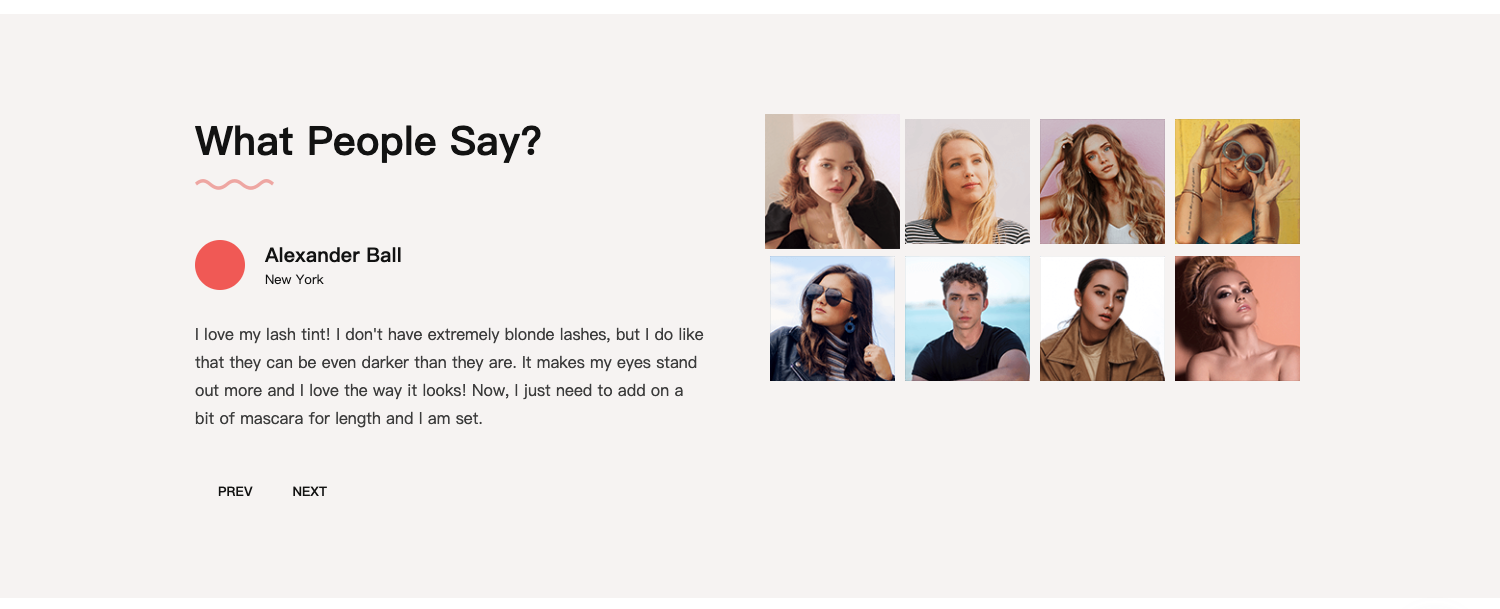 What People Say?
Alexander Ball
New York
I love my lash tint! I don't have extremely blonde lashes, but I do like
that they can be even darker than they are. It makes my eyes stand
out more and I love the way it looks! Now, I just need to add on a
bit of mascara for length and I am set.
PREV NEXT